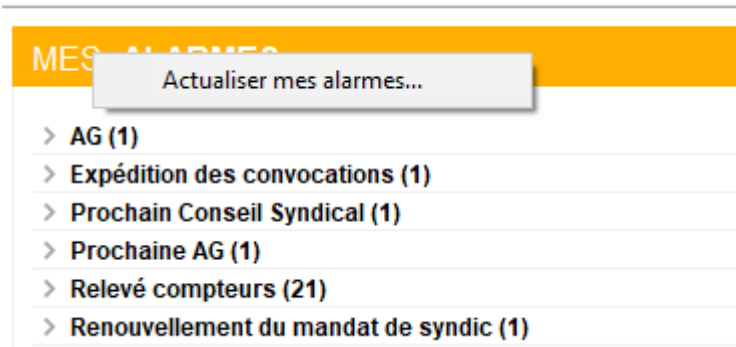 MES ALARMES
Actualiser mes alarmes...
AG (1)
Expédition des convocations (1)
Prochain Conseil Syndical (1)
Prochaine AG (1)
Relevé compteurs (21)
Renouvellement du mandat de syndic (1)